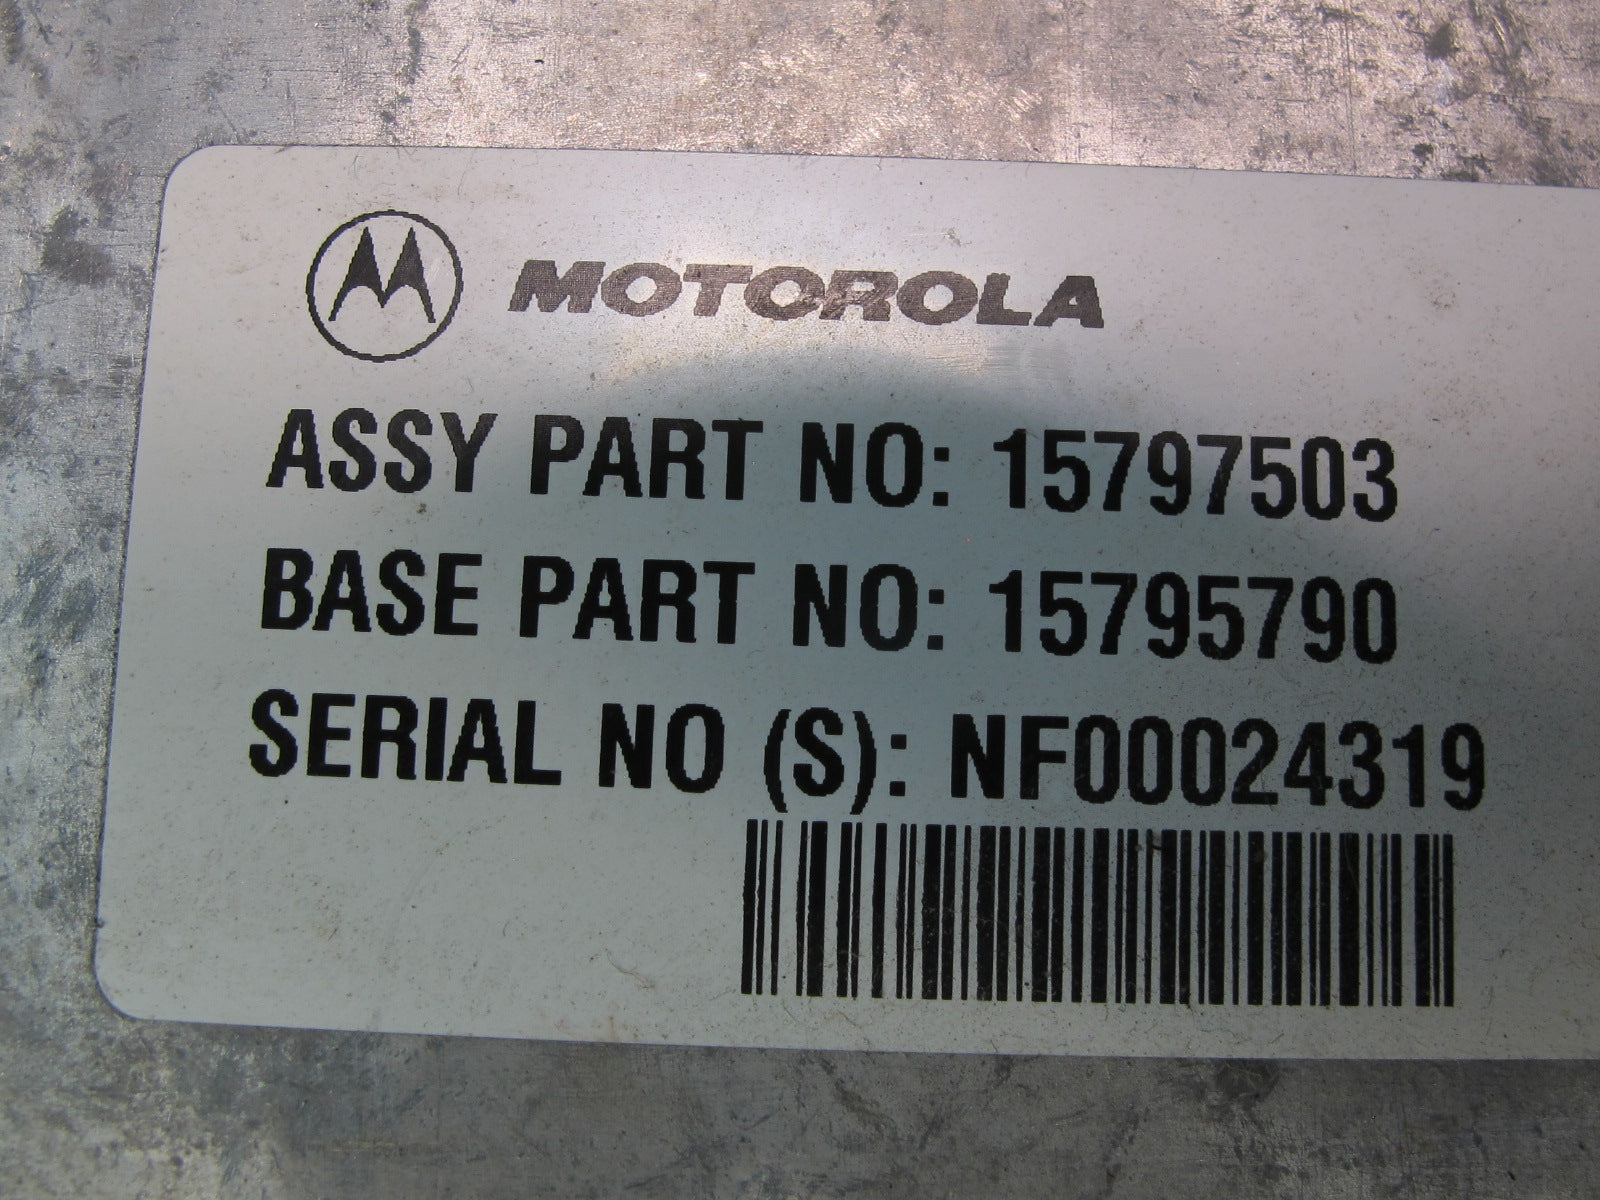 MOTOROLA
ASSY PART NO: 15797503
BASE PART NO: 15795790
SERIAL NO (S): NF00024319